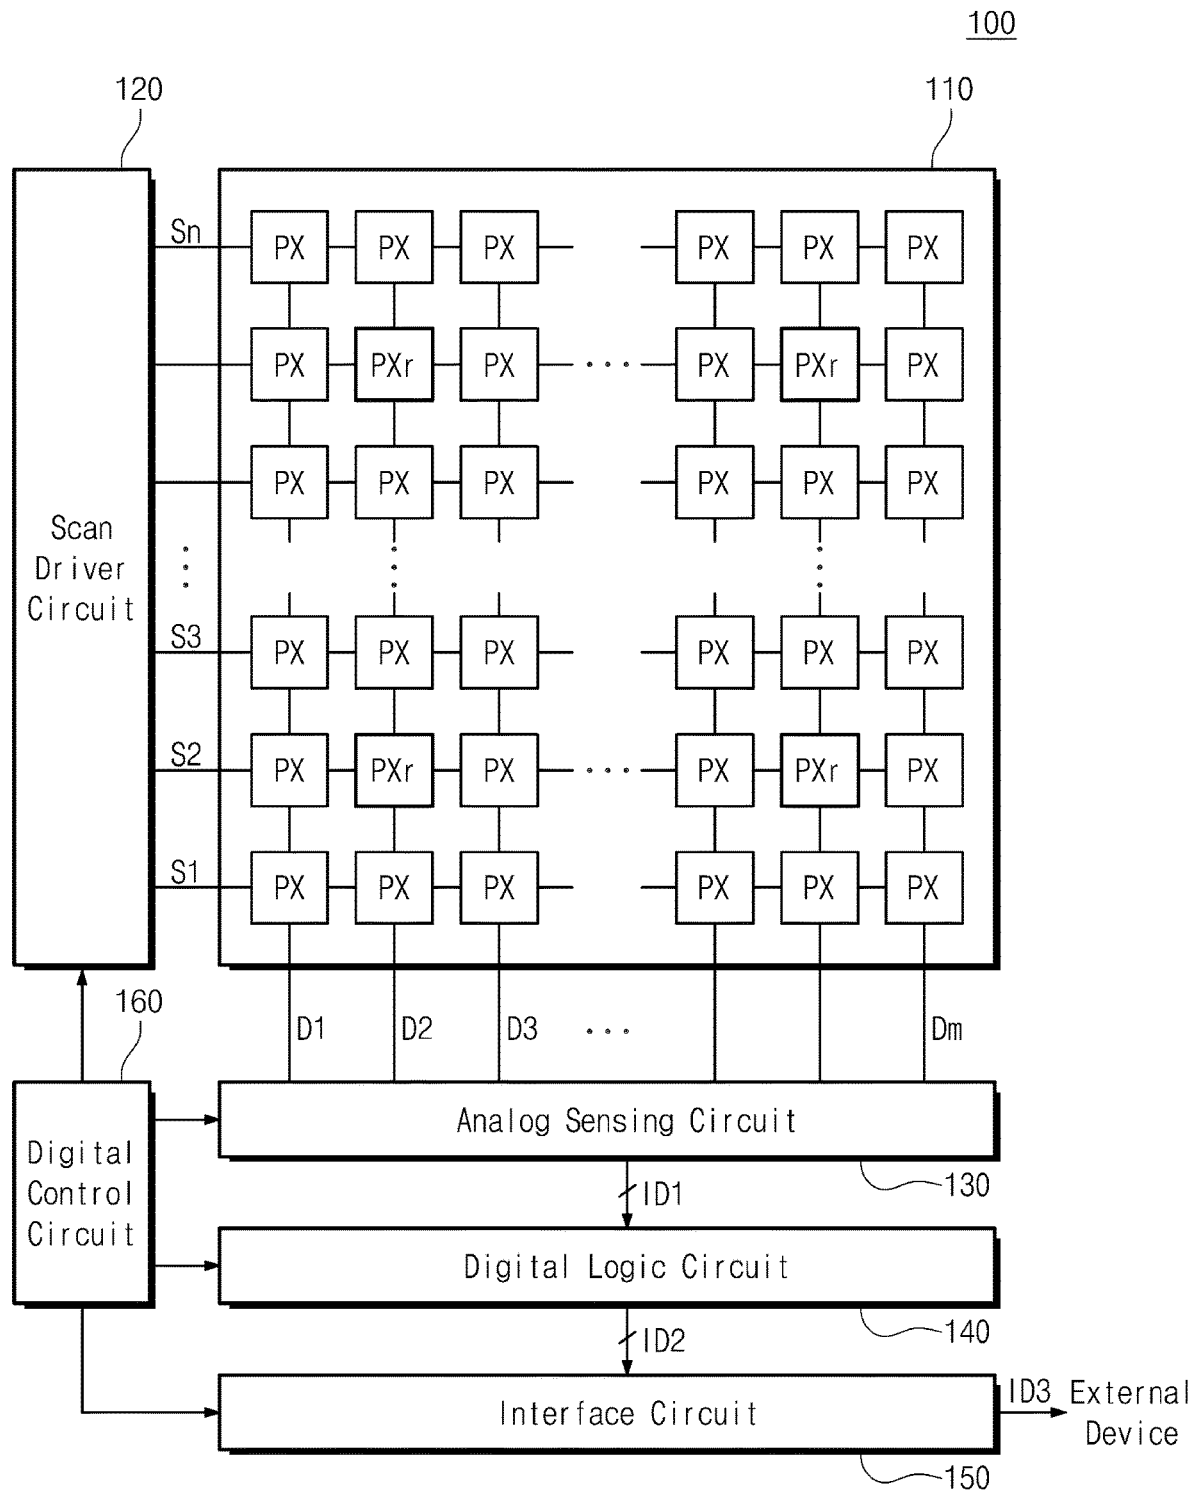 100
120
110
Sn
PX PX PX PX PX PX
PX PXr PX ··· PX PXr PX
PX PX PX PX PX PX
Scan
Driver
Circuit
S3
PX PX PX PX PX PX
S2
PX PXr PX ··· PX PXr PX
S1
PX PX PX PX PX PX
160
D1 D2 D3 ··· Dm
Digital
Control
Circuit
Analog Sensing Circuit
130
ID1
Digital Logic Circuit
140
ID2
Interface Circuit
150
ID3
External
Device